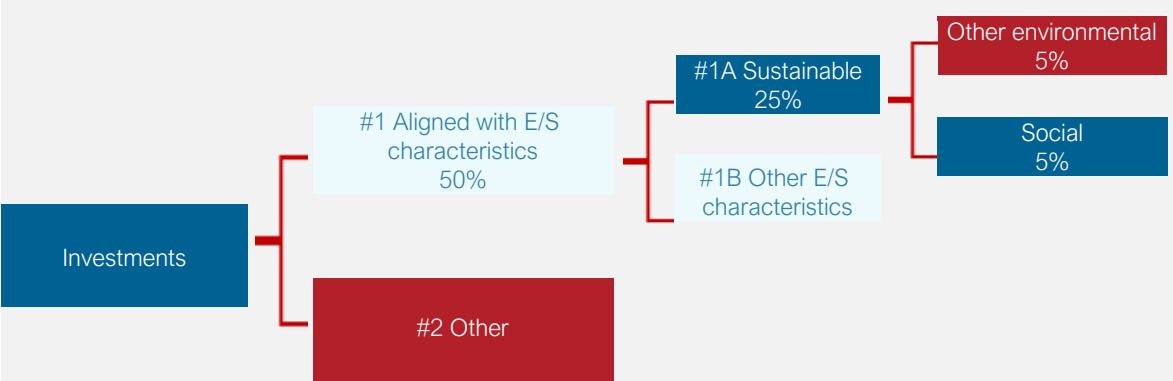 Other environmental
5%
#1A Sustainable
25%
#1 Aligned with E/S
characteristics
50%
Social
5%
#1B Other E/S
characteristics
Investments
#2 Other